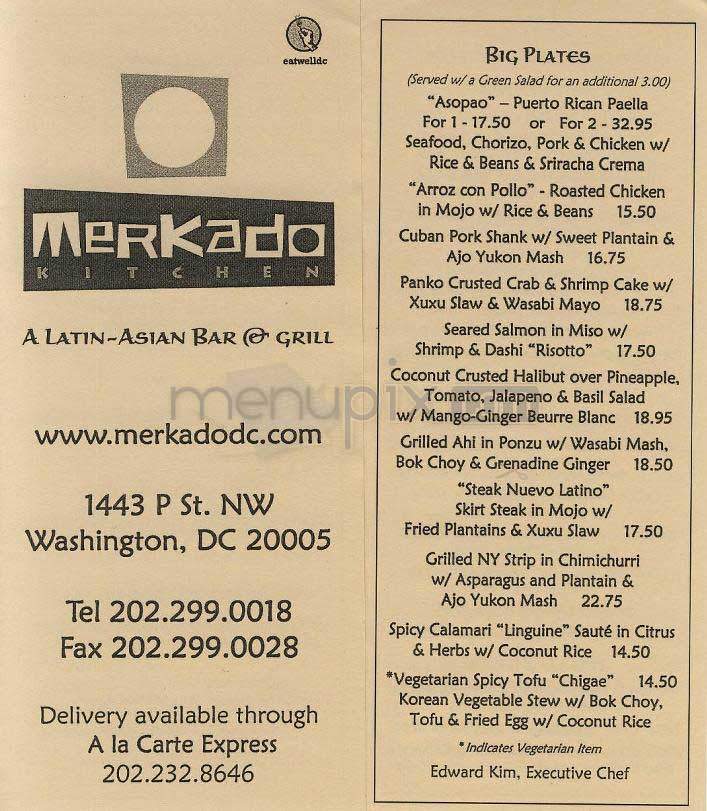 eatwelldc
Merkado
KITCHEN
A Latin-Asian Bar & Grill
www.merkadodc.com
1443 P St. NW
Washington, DC 20005
Tel 202.299.0018
Fax 202.299.0028
Delivery available through
A la Carte Express
202.232.8646
Big Plates
(Served w/ a Green Salad for an additional 3.00)
"Asopao" – Puerto Rican Paella
For 1 - 17.50 or For 2 - 32.95
Seafood, Chorizo, Pork & Chicken w/
Rice & Beans & Sriracha Crema
"Arroz con Pollo" - Roasted Chicken
in Mojo w/ Rice & Beans 15.50
Cuban Pork Shank w/ Sweet Plantain &
Ajo Yukon Mash 16.75
Panko Crusted Crab & Shrimp Cake w/
Xuxu Slaw & Wasabi Mayo 18.75
Seared Salmon in Miso w/
Shrimp & Dashi "Risotto" 17.50
Coconut Crusted Halibut over Pineapple,
Tomato, Jalapeno & Basil Salad
w/ Mango-Ginger Beurre Blanc 18.95
Grilled Ahi in Ponzu w/ Wasabi Mash,
Bok Choy & Grenadine Ginger 18.50
"Steak Nuevo Latino"
Skirt Steak in Mojo w/
Fried Plantains & Xuxu Slaw 17.50
Grilled NY Strip in Chimichurri
w/ Asparagus and Plantain &
Ajo Yukon Mash 22.75
Spicy Calamari "Linguine" Sauté in Citrus
& Herbs w/ Coconut Rice 14.50
*Vegetarian Spicy Tofu "Chigae" 14.50
Korean Vegetable Stew w/ Bok Choy,
Tofu & Fried Egg w/ Coconut Rice
*Indicates Vegetarian Item
Edward Kim, Executive Chef
menupix